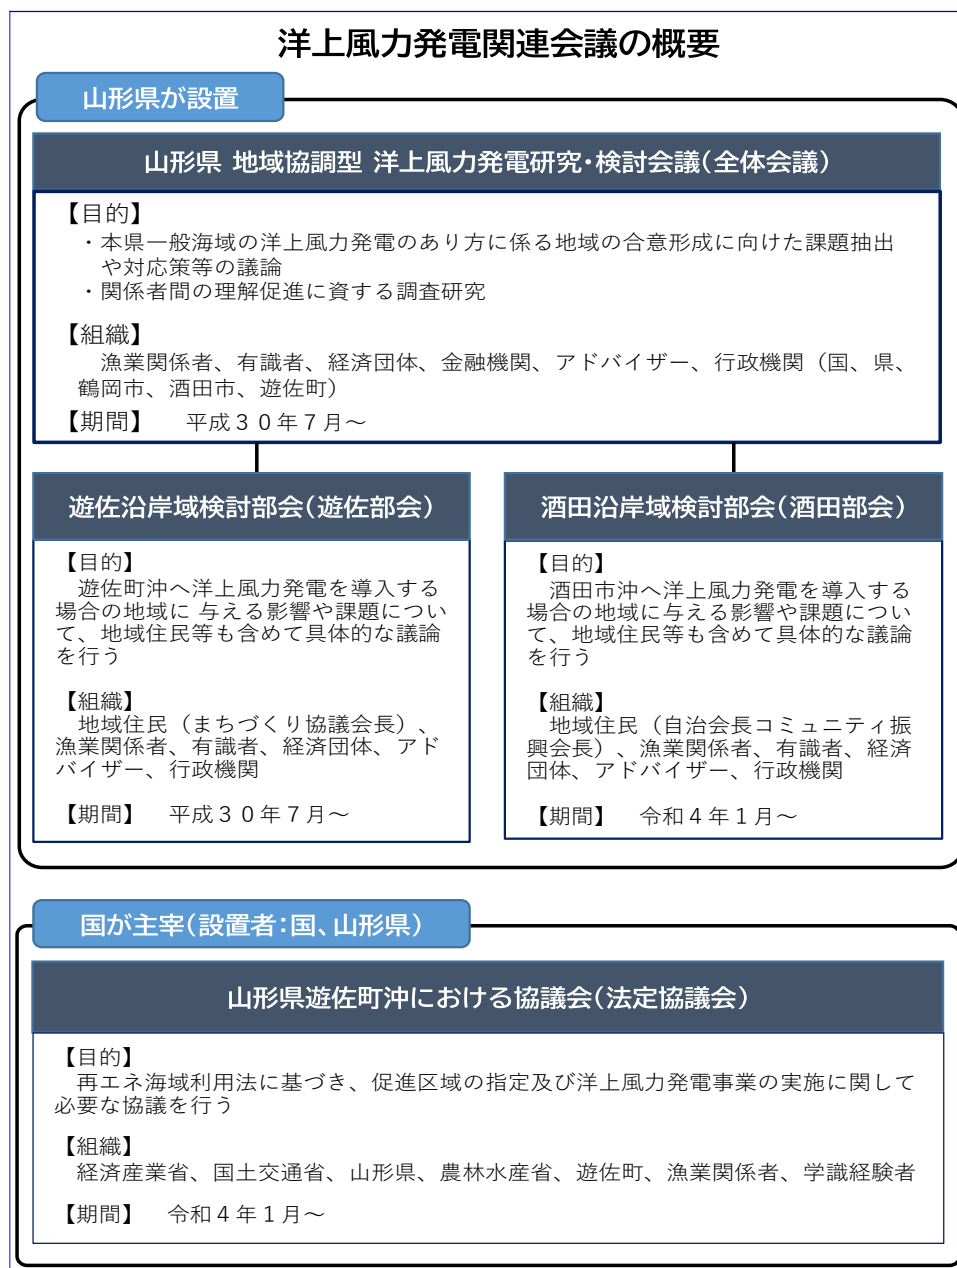 洋上風力発電関連会議の概要
山形県が設置
山形県 地域協調型 洋上風力発電研究・検討会議(全体会議)
【目的】
・本県一般海域の洋上風力発電のあり方に係る地域の合意形成に向けた課題抽出
や対応策等の議論
・関係者間の理解促進に資する調査研究
【組織】
漁業関係者、有識者、経済団体、金融機関、アドバイザー、行政機関（国、県、
鶴岡市、酒田市、遊佐町）
【期間】　平成３０年７月～
遊佐沿岸域検討部会(遊佐部会)
【目的】
遊佐町沖へ洋上風力発電を導入する
場合の地域に 与える影響や課題につい
て、地域住民等も含めて具体的な議論
を行う
【組織】
地域住民（まちづくり協議会長）、
漁業関係者、有識者、経済団体、アド
バイザー、行政機関
【期間】　平成３０年７月～
酒田沿岸域検討部会(酒田部会)
【目的】
酒田市沖へ洋上風力発電を導入する
場合の地域に与える影響や課題につい
て、地域住民等も含めて具体的な議論
を行う
【組織】
地域住民（自治会長コミュニティ振
興会長）、漁業関係者、有識者、経済
団体、アドバイザー、行政機関
【期間】　令和４年１月～
国が主宰(設置者:国、山形県)
山形県遊佐町沖における協議会(法定協議会)
【目的】
再エネ海域利用法に基づき、促進区域の指定及び洋上風力発電事業の実施に関して
必要な協議を行う
【組織】
経済産業省、国土交通省、山形県、農林水産省、遊佐町、漁業関係者、学識経験者
【期間】　令和４年１月～